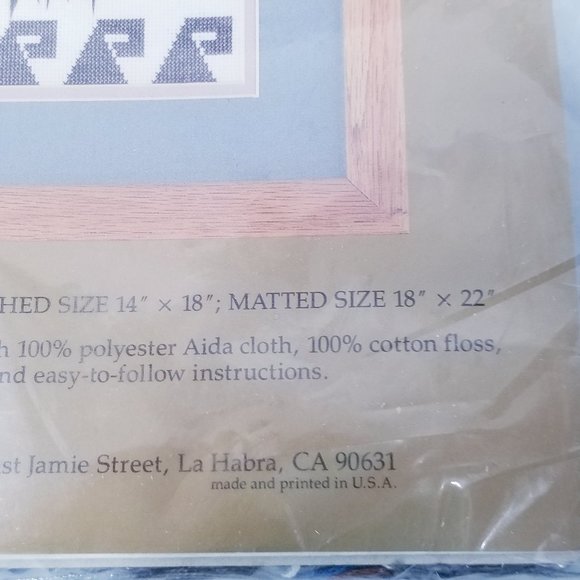 HED SIZE 14" × 18"; MATTED SIZE 18" × 22"
h 100% polyester Aida cloth, 100% cotton floss,
nd easy-to-follow instructions.
st Jamie Street, La Habra, CA 90631
made and printed in U.S.A.